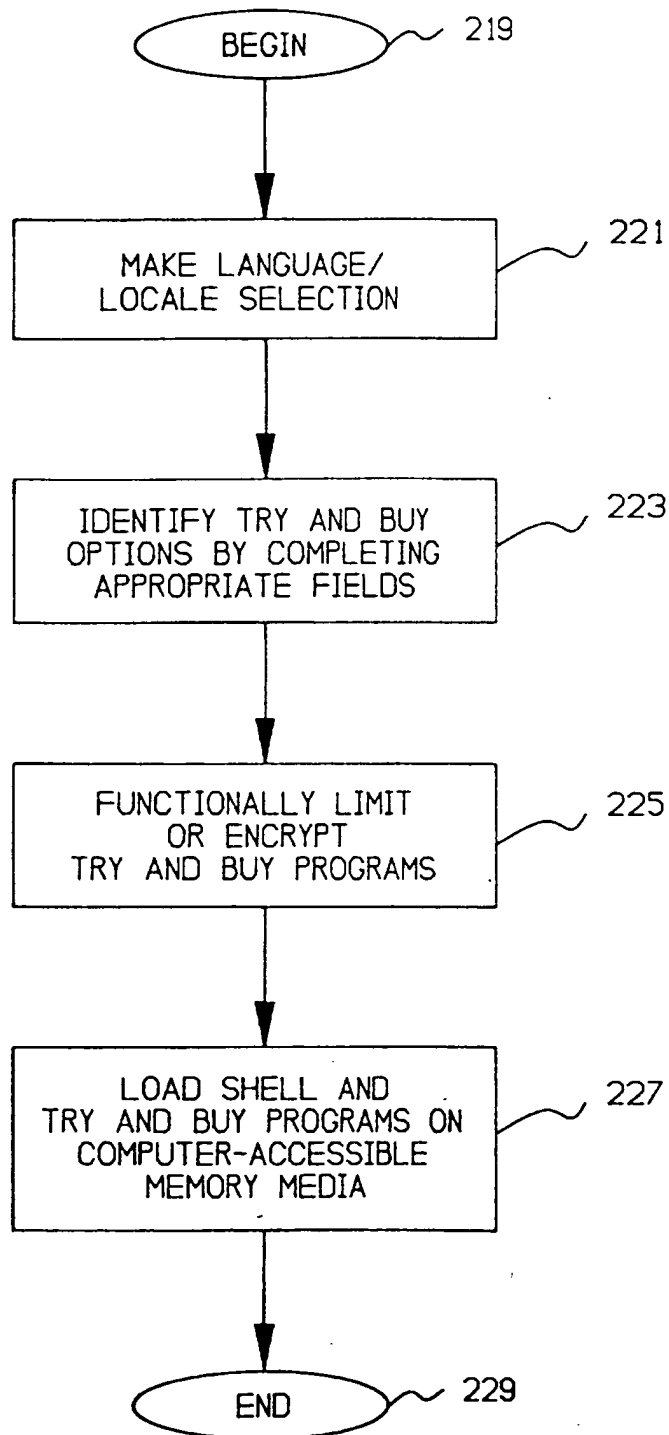 BEGIN
219
MAKE LANGUAGE/
LOCALE SELECTION
221
IDENTIFY TRY AND BUY
OPTIONS BY COMPLETING
APPROPRIATE FIELDS
223
FUNCTIONALLY LIMIT
OR ENCRYPT
TRY AND BUY PROGRAMS
225
LOAD SHELL AND
TRY AND BUY PROGRAMS ON
COMPUTER-ACCESSIBLE
MEMORY MEDIA
227
END
229